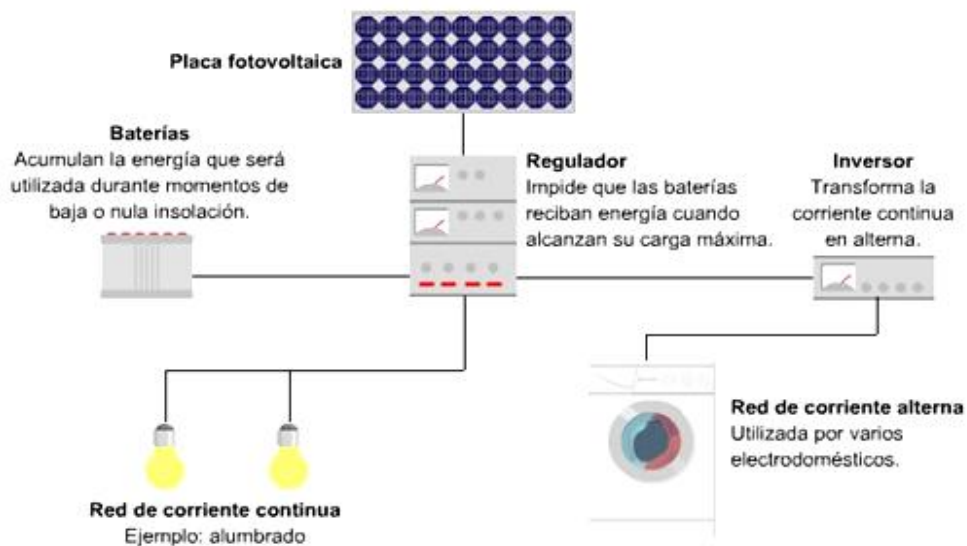 Placa fotovoltaica
Baterías
Acumulan la energía que será
utilizada durante momentos de
baja o nula insolación.
Regulador
Impide que las baterías
reciban energía cuando
alcanzan su carga máxima.
Inversor
Transforma la
corriente continua
en alterna.
Red de corriente alterna
Utilizada por varios
electrodomésticos.
Red de corriente continua
Ejemplo: alumbrado